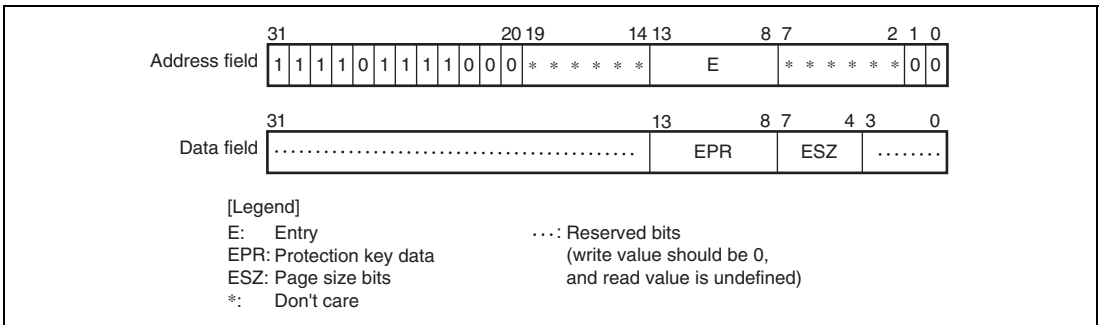 31 20 19 14 13 8 7 2 1 0
Address field 1 1 1 1 0 1 1 1 1 0 0 0 * * * * * * E * * * * * * 0 0
31 13 8 7 4 3 0
Data field ............................................ EPR ESZ ........
[Legend]
E: Entry
EPR: Protection key data
ESZ: Page size bits
*: Don't care
...: Reserved bits
(write value should be 0,
and read value is undefined)